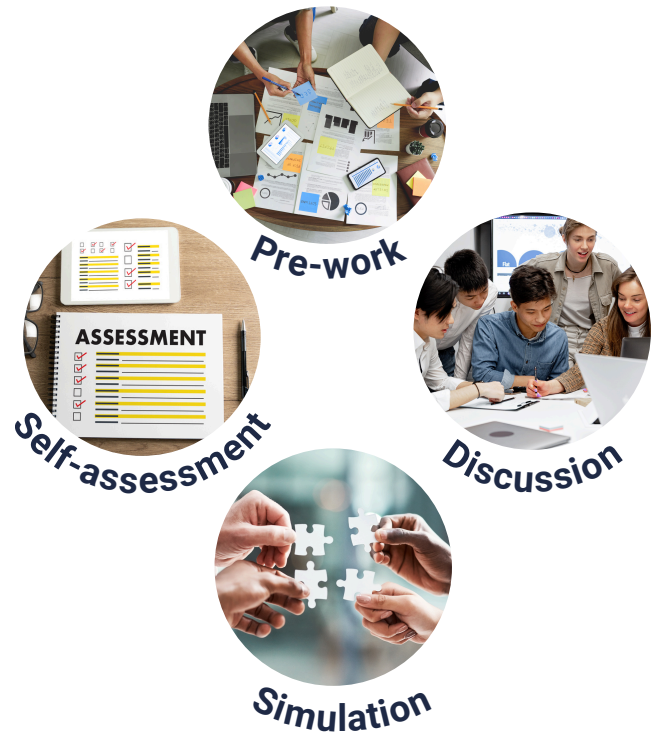 Pre-work
ASSESSMENT
Self-assessment
Discussion
Simulation